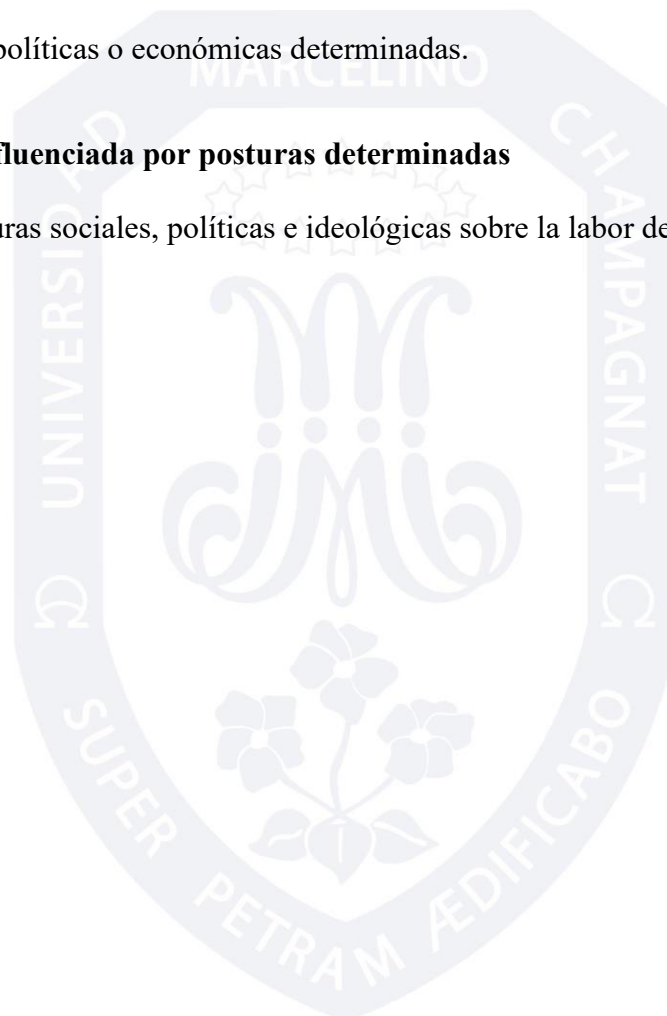 políticas o económicas determinadas.
MARCELINO
fluenciada por posturas determinadas
uras sociales, políticas e ideológicas sobre la labor de
UNIVERSIDAD
CHAMPAGNAT
SUPER PETRAM ÆDIFICABO